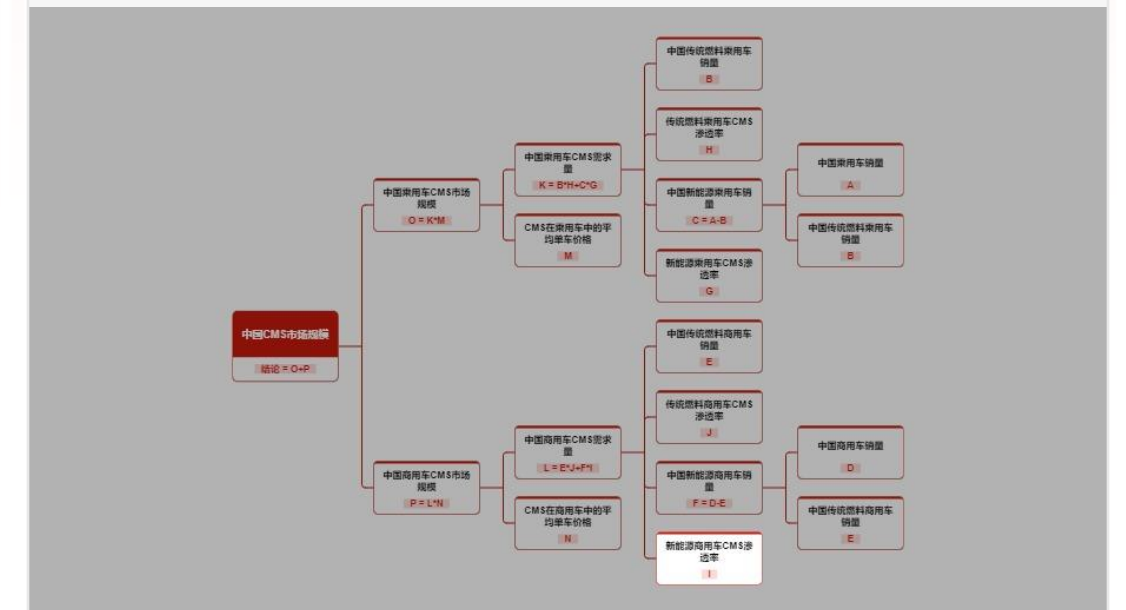 中国传统燃料乘用车
销量
B
传统燃料乘用车CMS
渗透率
H
中国乘用车CMS需求
量
K = B*H+C*G
中国乘用车销量
A
中国乘用车CMS市场
规模
O = K*M
中国新能源乘用车销
量
C = A-B
CMS在乘用车中的平
均单车价格
M
中国传统燃料乘用车
销量
B
新能源乘用车CMS渗
透率
G
中国CMS市场规模
结论 = O+P
中国传统燃料商用车
销量
E
传统燃料商用车CMS
渗透率
J
中国商用车CMS需求
量
L = E*J+F*I
中国商用车销量
D
中国商用车CMS市场
规模
P = L*N
中国新能源商用车销
量
F = D-E
CMS在商用车中的平
均单车价格
N
中国传统燃料商用车
销量
E
新能源商用车CMS渗
透率
I